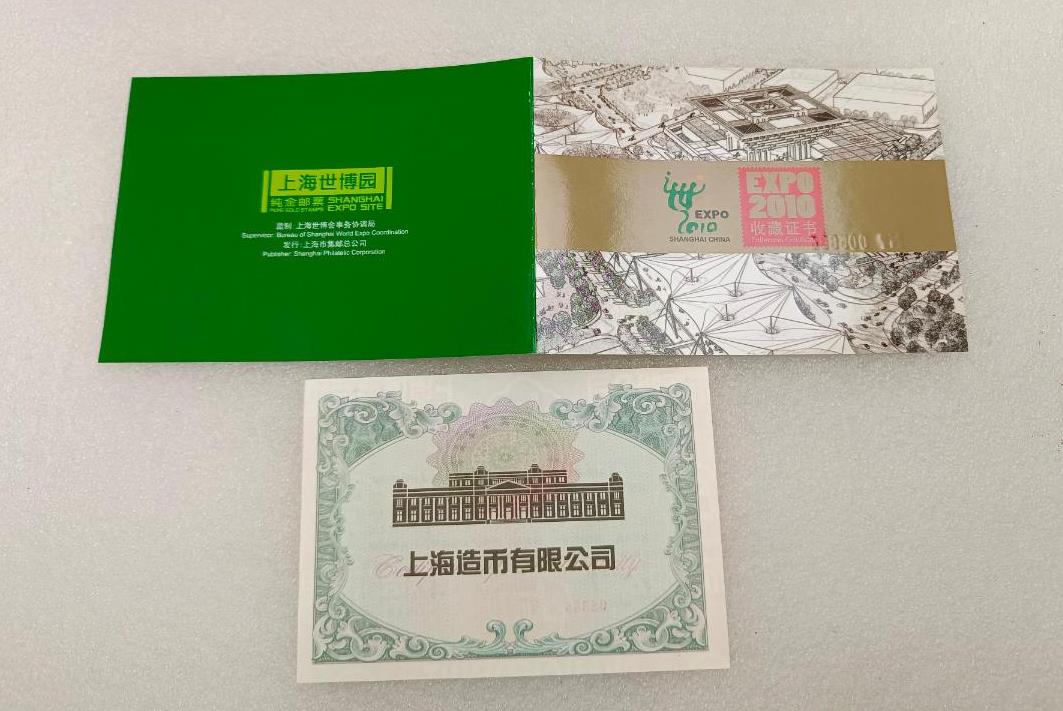 上海世博园
纯金邮票 SHANGHAI
PURE GOLD STAMPS EXPO SITE
监制:上海世博会事务协调局
Supervisor: Bureau of Shanghai World Expo Coordination
发行:上海市集邮总公司
Publisher: Shanghai Philatelic Corporation
EXPO
2010
SHANGHAI CHINA
EXPO
2010
收藏证书
上海造币有限公司